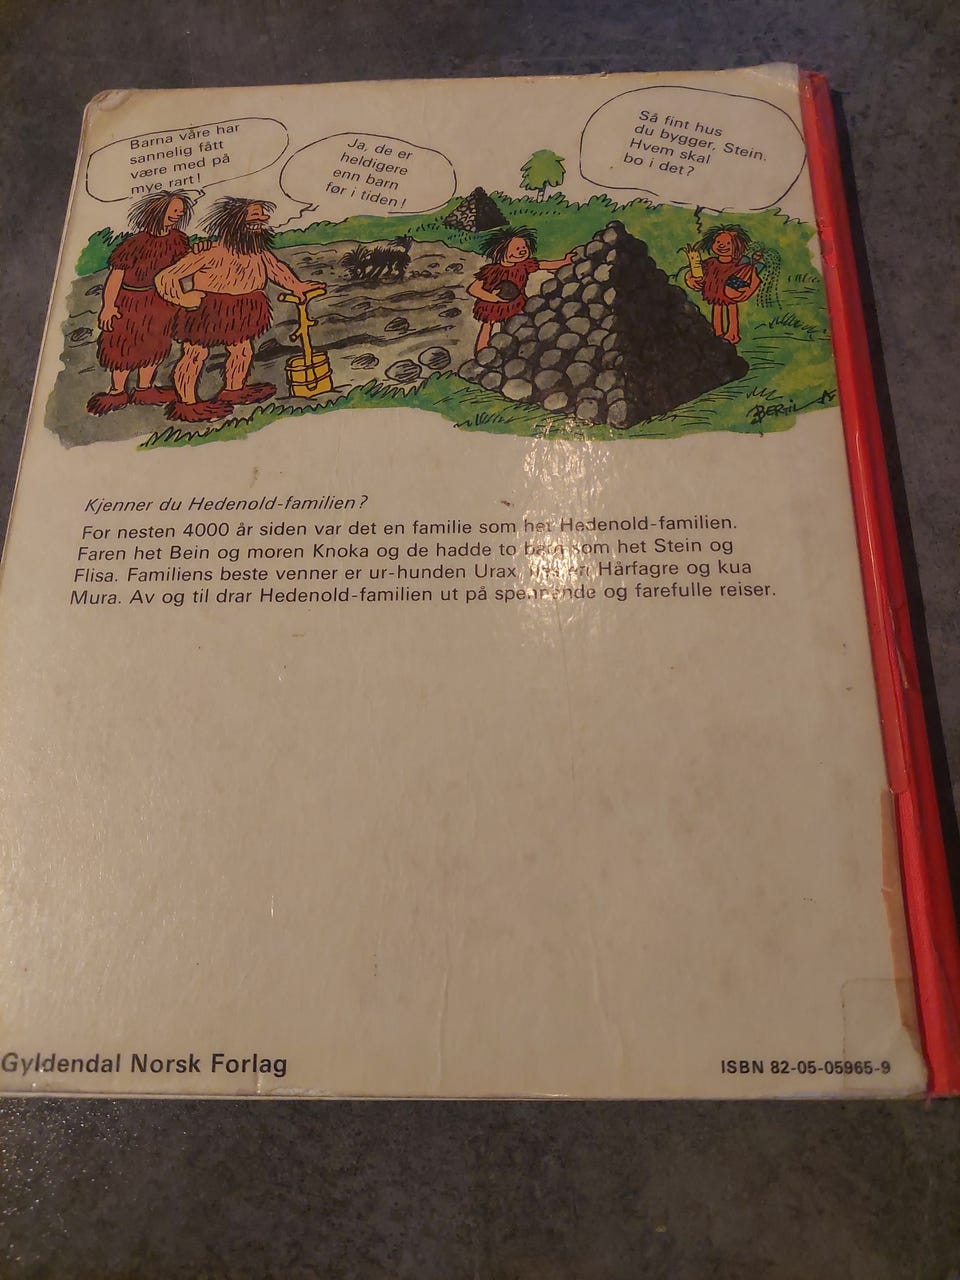 Barna våre har
sannelig fått
være med på
mye rart!
Ja, de er
heldigere
enn barn
før i tiden!
Så fint hus
du bygger, Stein.
Hvem skal
bo i det?
BERTIL
Kjenner du Hedenold-familien?
For nesten 4000 år siden var det en familie som het Hedenold-familien.
Faren het Bein og moren Knoka og de hadde to barn som het Stein og
Flisa. Familiens beste venner er ur-hunden Urax, Hårfagre og kua
Mura. Av og til drar Hedenold-familien ut på spennende og farefulle reiser.
Gyldendal Norsk Forlag
ISBN 82-05-05965-9